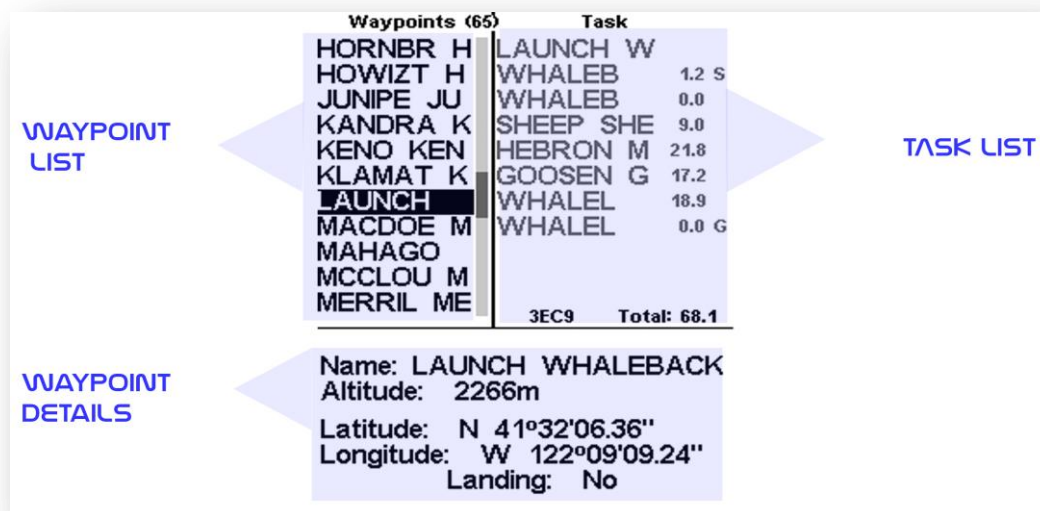 Waypoints (65) Task
HORNBR H LAUNCH W
HOWIZT H WHALEB 1.2 S
JUNIPE JU WHALEB 0.0
KANDRA K SHEEP SHE 9.0
KENO KEN HEBRON M 21.8
KLAMAT K GOOSEN G 17.2
LAUNCH WHALEL 18.9
MACDOE M WHALEL 0.0 G
MAHAGO
MCCLOU M
MERRIL ME
3EC9 Total: 68.1
WAYPOINT
LIST
TASK LIST
Name: LAUNCH WHALEBACK
Altitude: 2266m
Latitude: N 41º32'06.36"
Longitude: W 122º09'09.24"
Landing: No
WAYPOINT
DETAILS